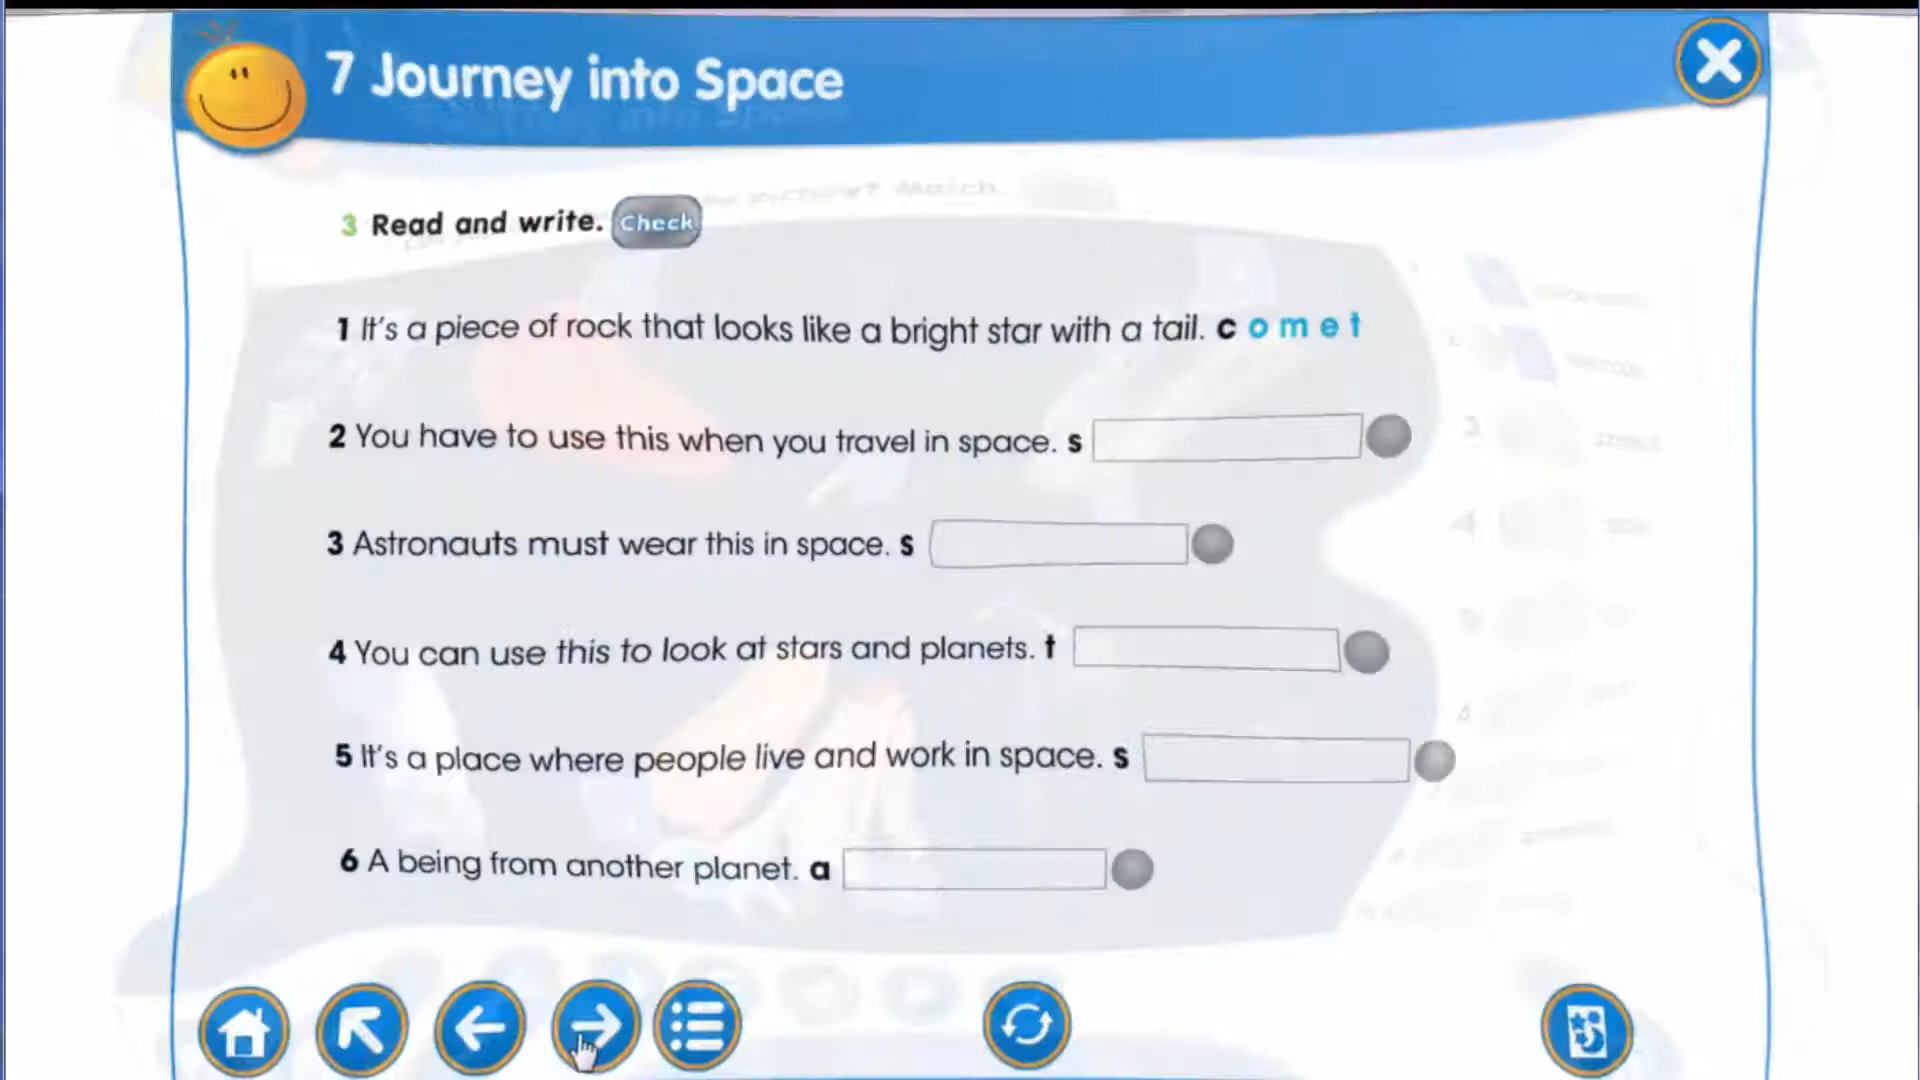 7 Journey into Space
3 Read and write. Check
1 It's a piece of rock that looks like a bright star with a tail. c o m e t
2 You have to use this when you travel in space. s
3 Astronauts must wear this in space. s
4 You can use this to look at stars and planets. t
5 It's a place where people live and work in space. s
6 A being from another planet. a